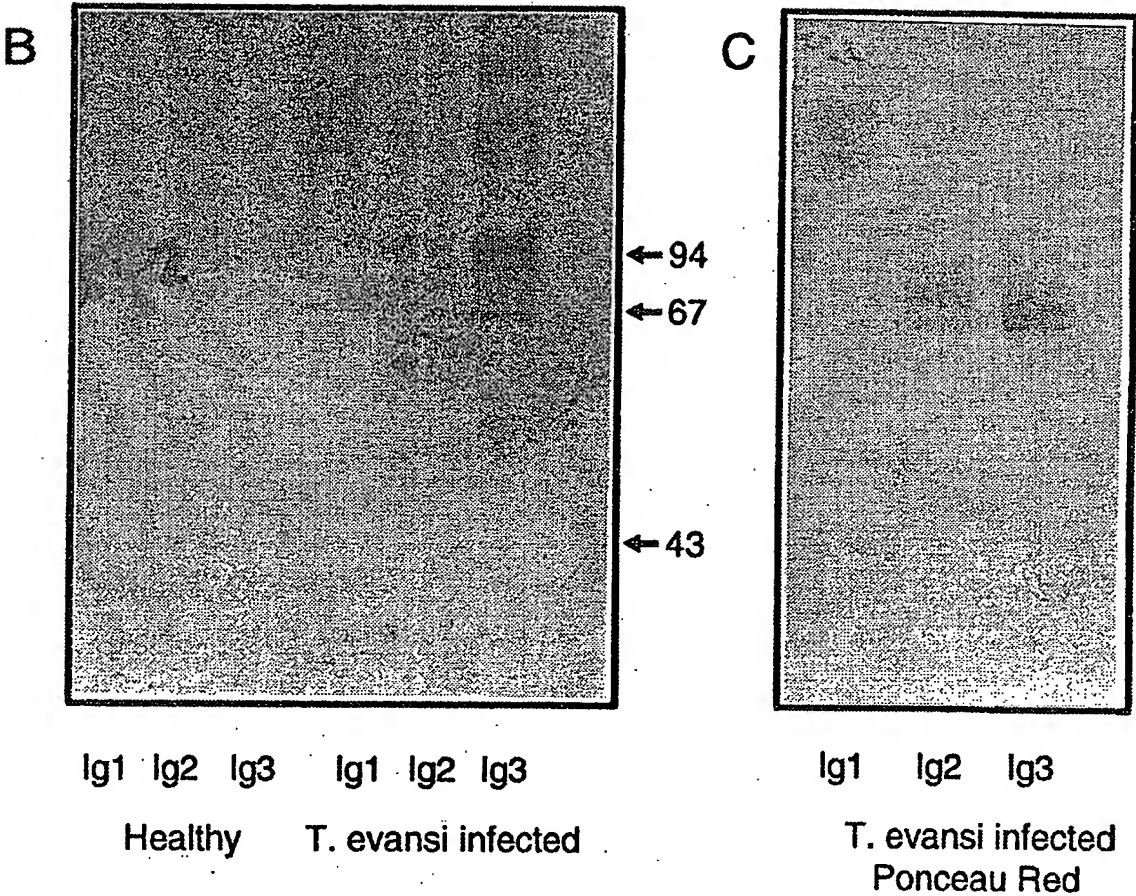 B
C
94
67
43
Ig1 Ig2 Ig3 Ig1 Ig2 Ig3
Healthy T. evansi infected
Ig1 Ig2 Ig3
T. evansi infected
Ponceau Red